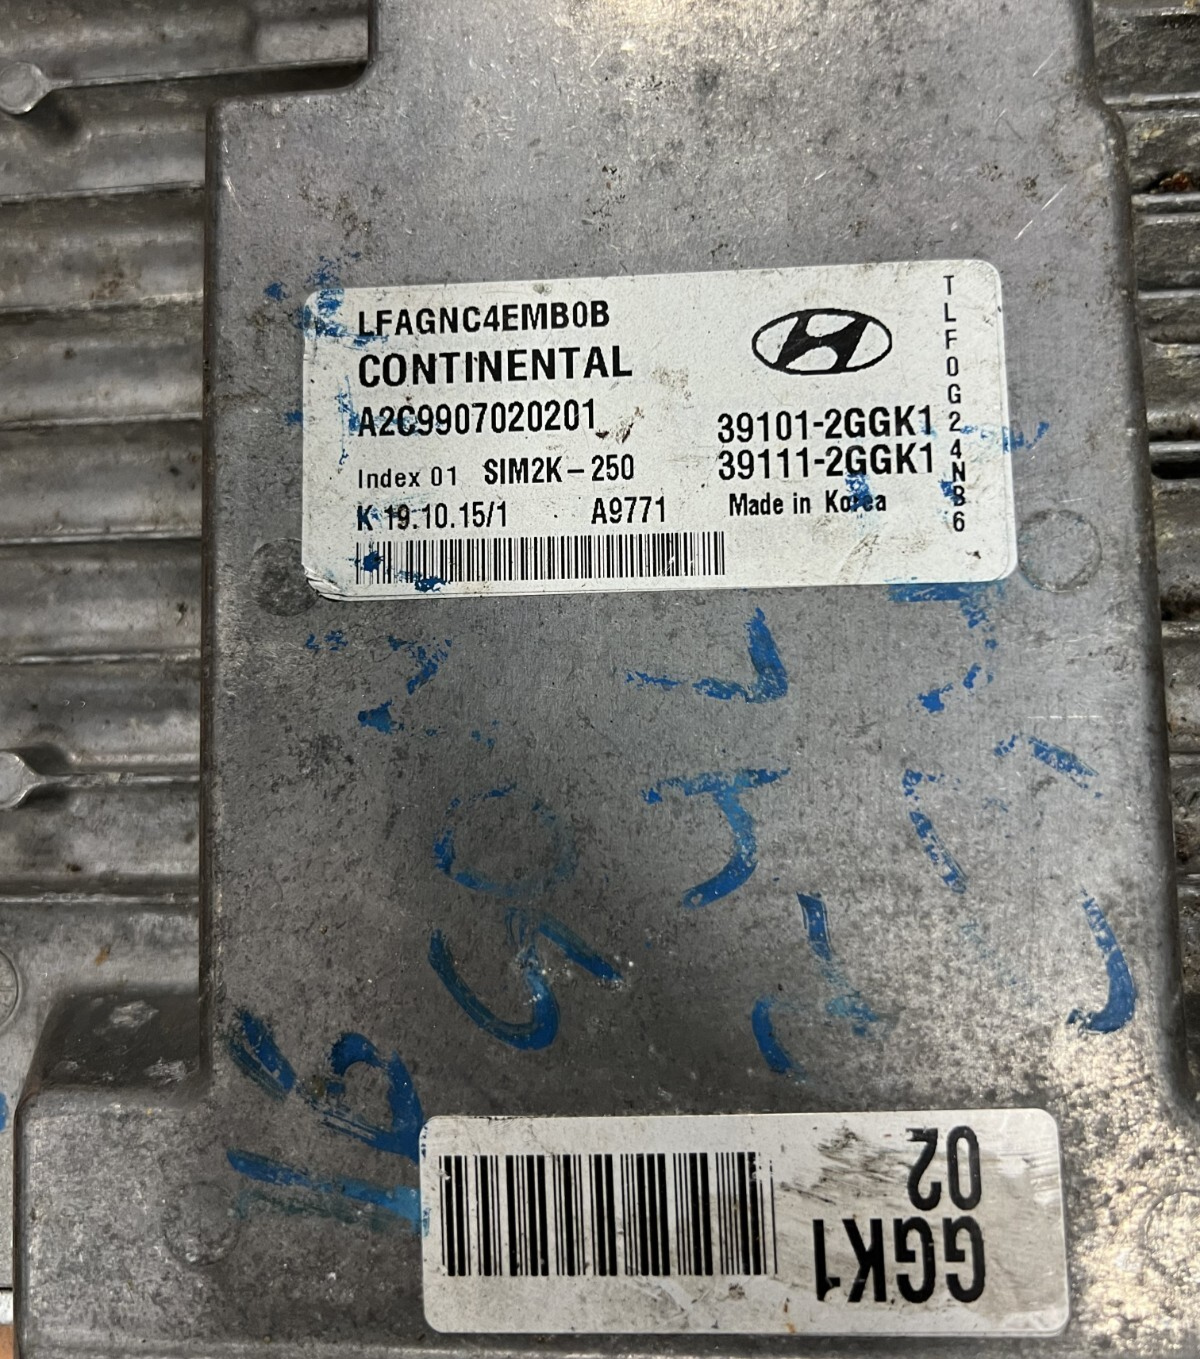 LFAGNC4EMB0B
CONTINENTAL
A2C9907020201
39101-2GGK1
Index 01 SIM2K-250
39111-2GGK1
K 19.10.15/1 A9771
Made in Korea
TLF0G24NB6
GGK1
02